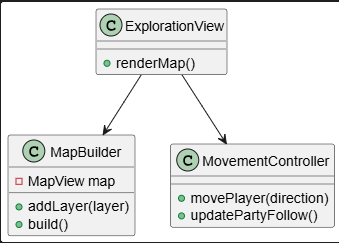 C ExplorationView
renderMap()
C MapBuilder
MapView map
addLayer(layer)
build()
C MovementController
movePlayer(direction)
updatePartyFollow()